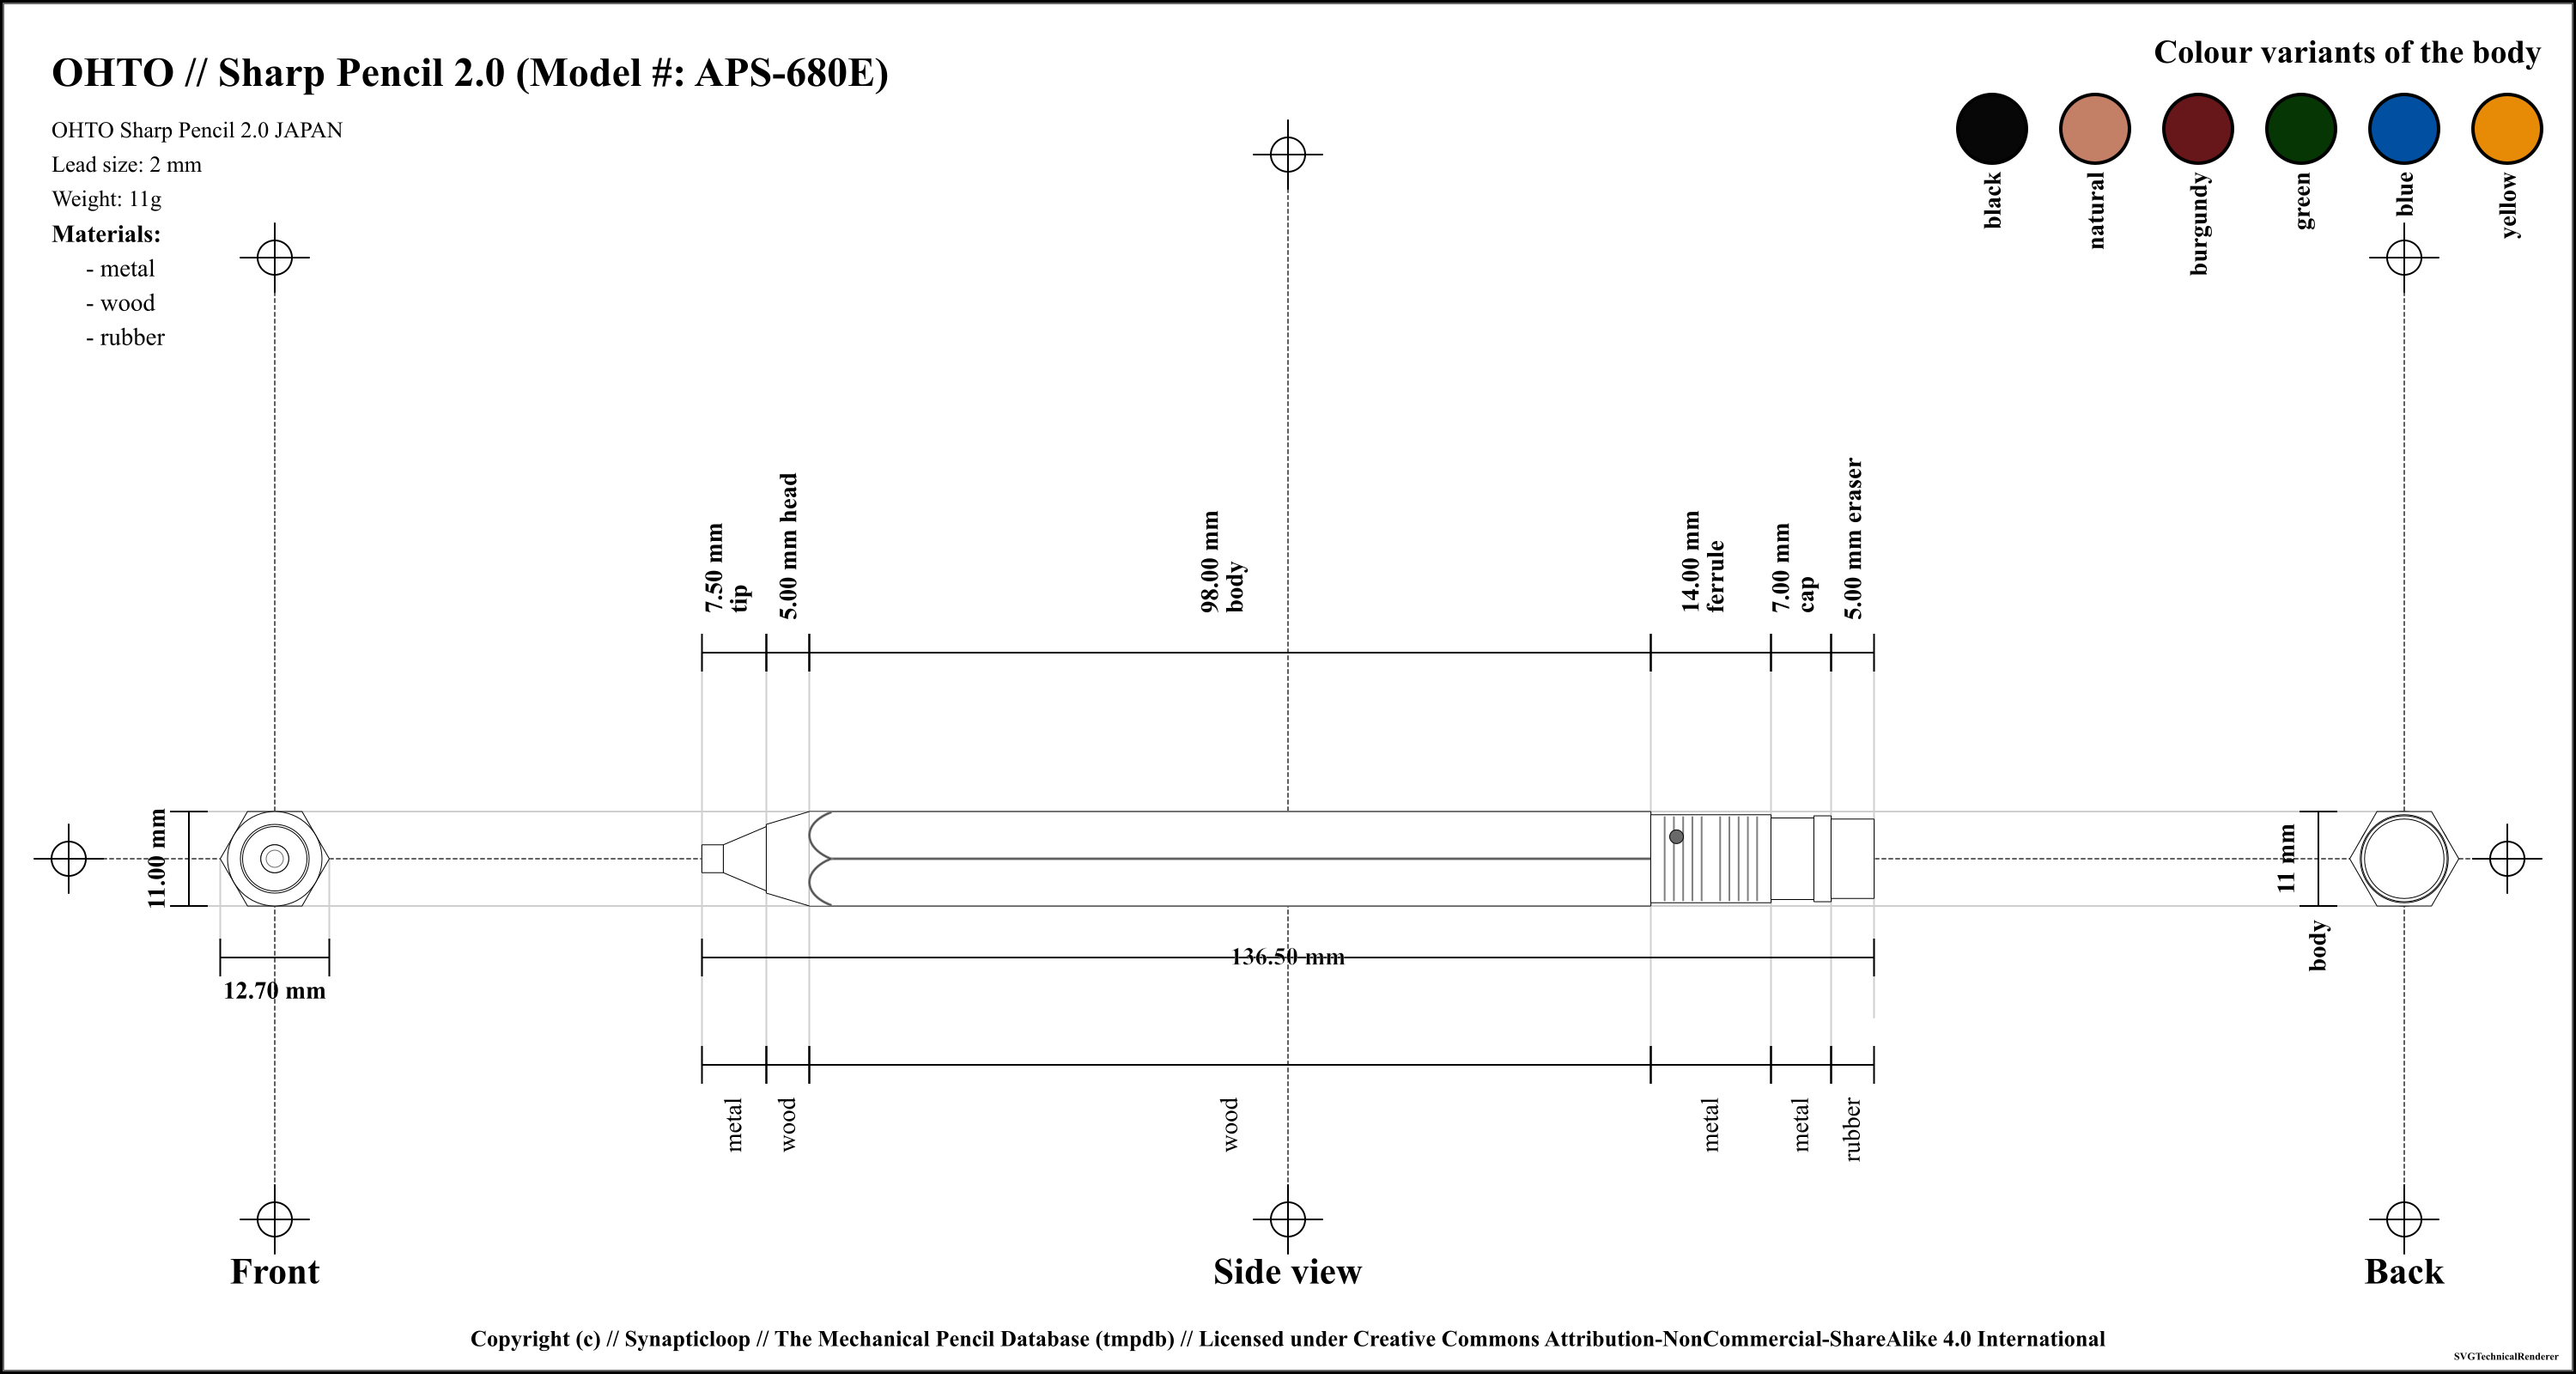 OHTO // Sharp Pencil 2.0 (Model #: APS-680E)
OHTO Sharp Pencil 2.0 JAPAN
Lead size: 2 mm
Weight: 11g
Materials:
- metal
- wood
- rubber
Colour variants of the body
black
natural
burgundy
green
blue
yellow
7.50 mm
tip
5.00 mm head
98.00 mm
body
14.00 mm
ferrule
7.00 mm
cap
5.00 mm eraser
11.00 mm
12.70 mm
136.50 mm
11 mm
body
metal
wood
wood
metal
metal
rubber
Front
Side view
Back
Copyright (c) // Synapticloop // The Mechanical Pencil Database (tmpdb) // Licensed under Creative Commons Attribution-NonCommercial-ShareAlike 4.0 International
SVGTechnicalRenderer